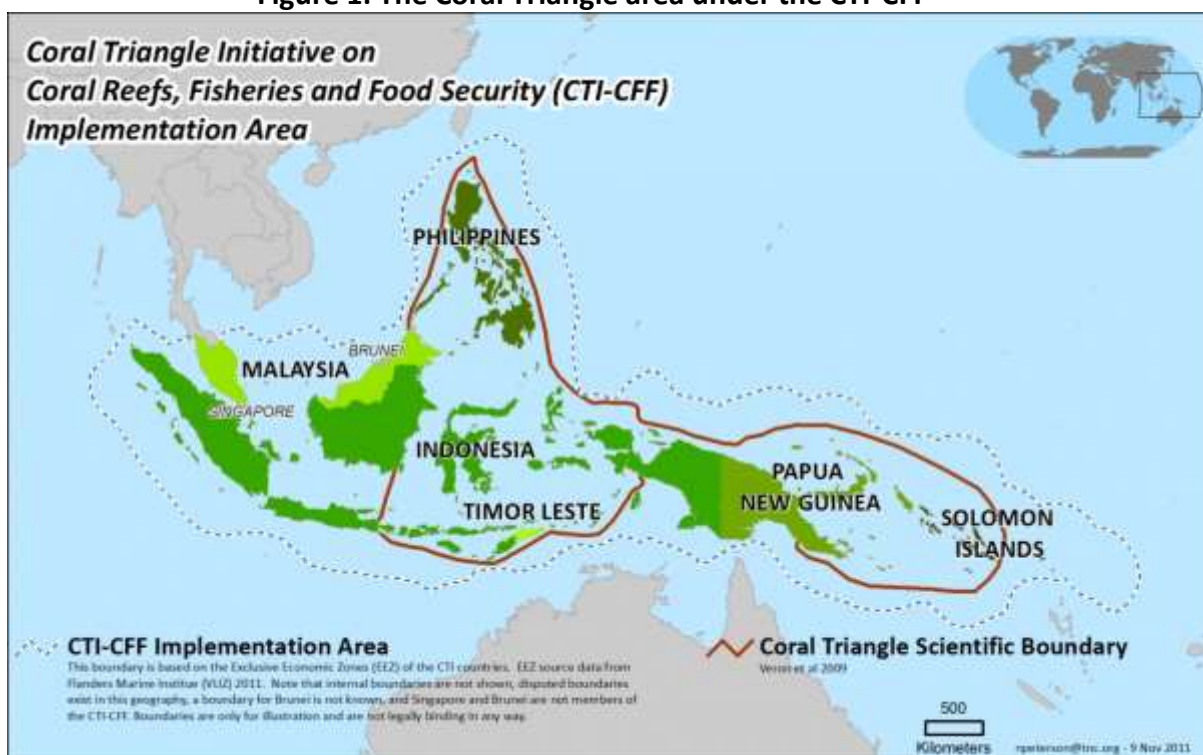 Figure 1: The Coral Triangle area under the CTI-CFF
Coral Triangle Initiative on
Coral Reefs, Fisheries and Food Security (CTI-CFF)
Implementation Area
PHILIPPINES
BRUNEI
MALAYSIA
SINGAPORE
INDONESIA
PAPUA
NEW GUINEA
TIMOR LESTE
SOLOMON
ISLANDS
CTI-CFF Implementation Area
This boundary is based on the Exclusive Economic Zones (EEZ) of the CTI countries. EEZ source data from
Flanders Marine Institue (VLIZ) 2011. Note that internal boundaries are not shown, disputed boundaries
exist in this geography, a boundary for Brunei is not known, and Singapore and Brunei are not members of
the CTI-CFF. Boundaries are only for illustration and are not legally binding in any way.
Coral Triangle Scientific Boundary
Veron et al 2009
500
Kilometers
npeterson@tnc.org - 9 Nov 2011